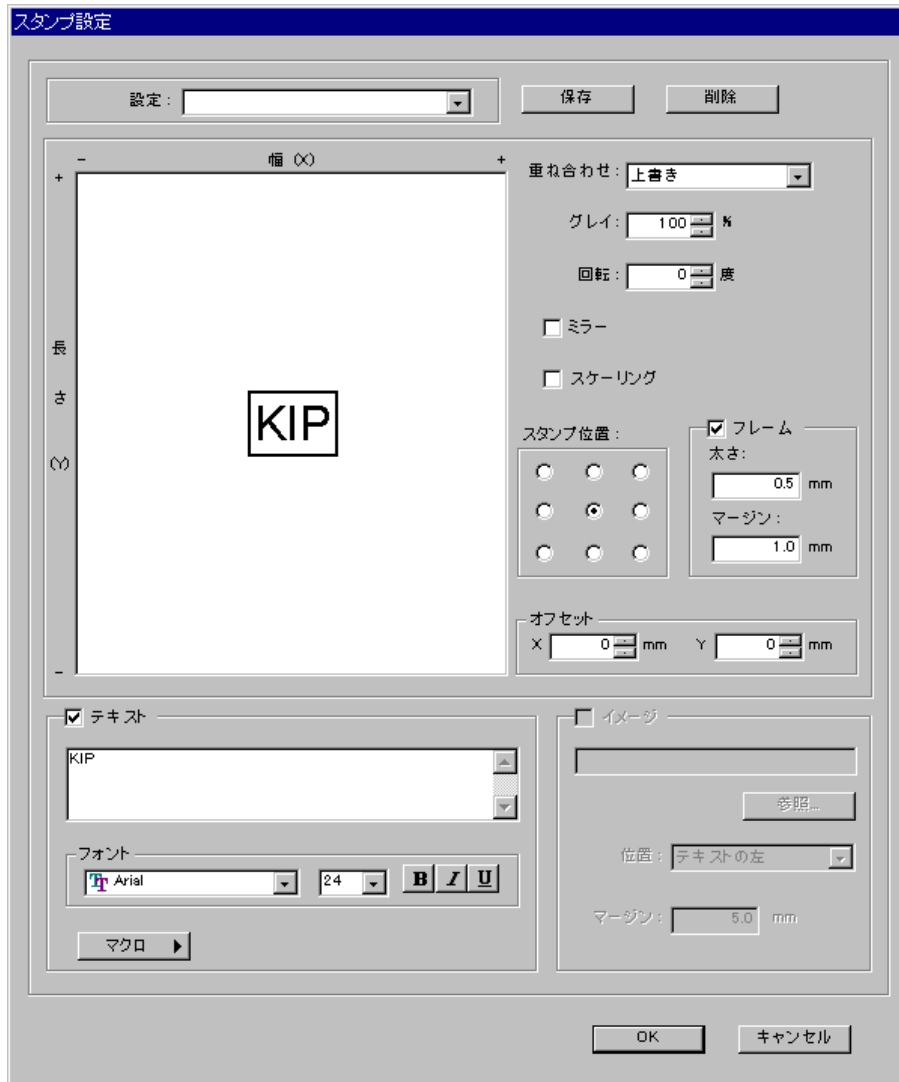 スタンプ設定
設定 :
保存
削除
- 幅 (X) +
+
長
さ
(Y)
-
KIP
重ね合わせ : 上書き
グレイ : 100 %
回転 : 0 度
ミラー
スケーリング
スタンプ位置 :
フレーム
太さ:
0.5 mm
マージン :
1.0 mm
オフセット
X 0 mm Y 0 mm
テキスト
KIP
フォント
Arial 24 B I U
マクロ
イメージ
参照...
位置 : テキストの左
マージン : 5.0 mm
OK
キャンセル